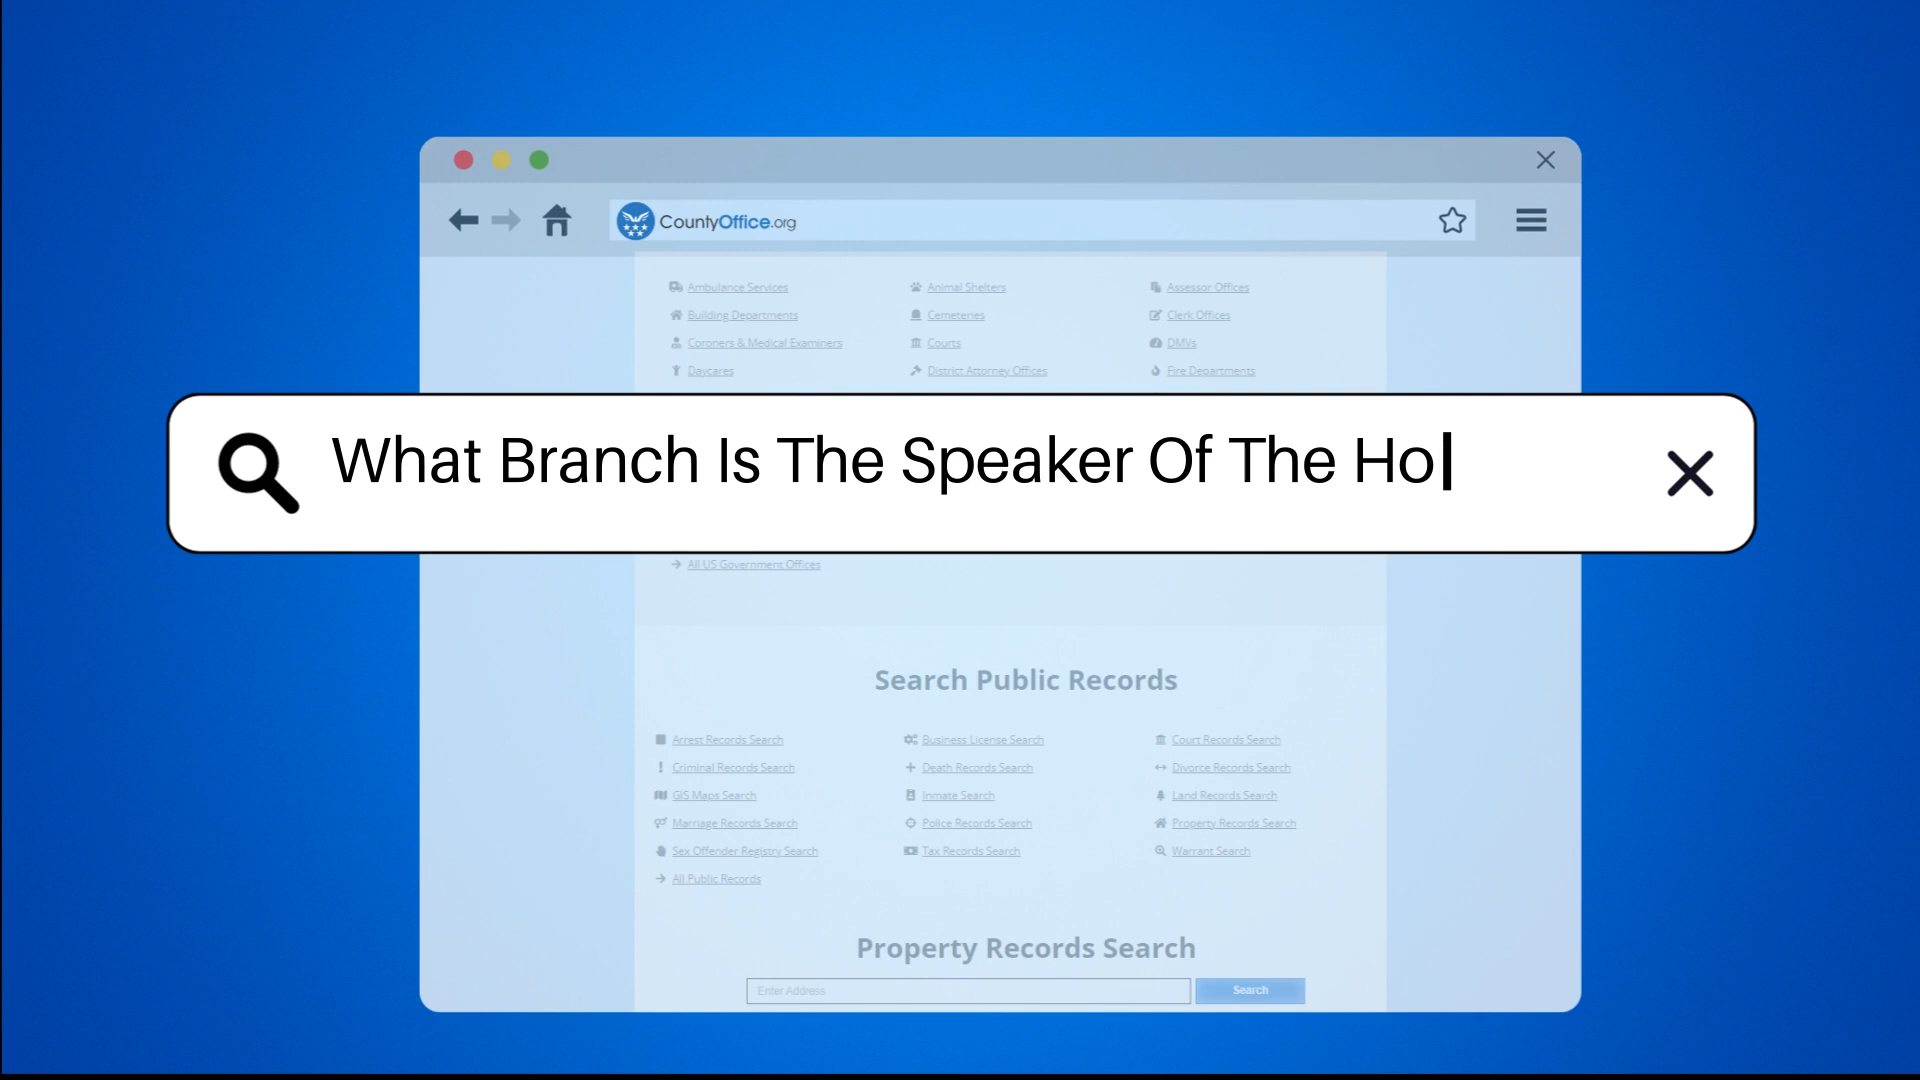 CountyOffice.org
Ambulance Services Animal Shelters Assessor Offices
Building Departments Cemeteries Clerk Offices
Coroners & Medical Examiners Courts DMVs
Daycares District Attorney Offices Fire Departments
What Branch Is The Speaker Of The Ho
All US Government Offices
Search Public Records
Arrest Records Search Business License Search Court Records Search
Criminal Records Search Death Records Search Divorce Records Search
GIS Maps Search Inmate Search Land Records Search
Marriage Records Search Police Records Search Property Records Search
Sex Offender Registry Search Tax Records Search Warrant Search
All Public Records
Property Records Search
Enter Address Search